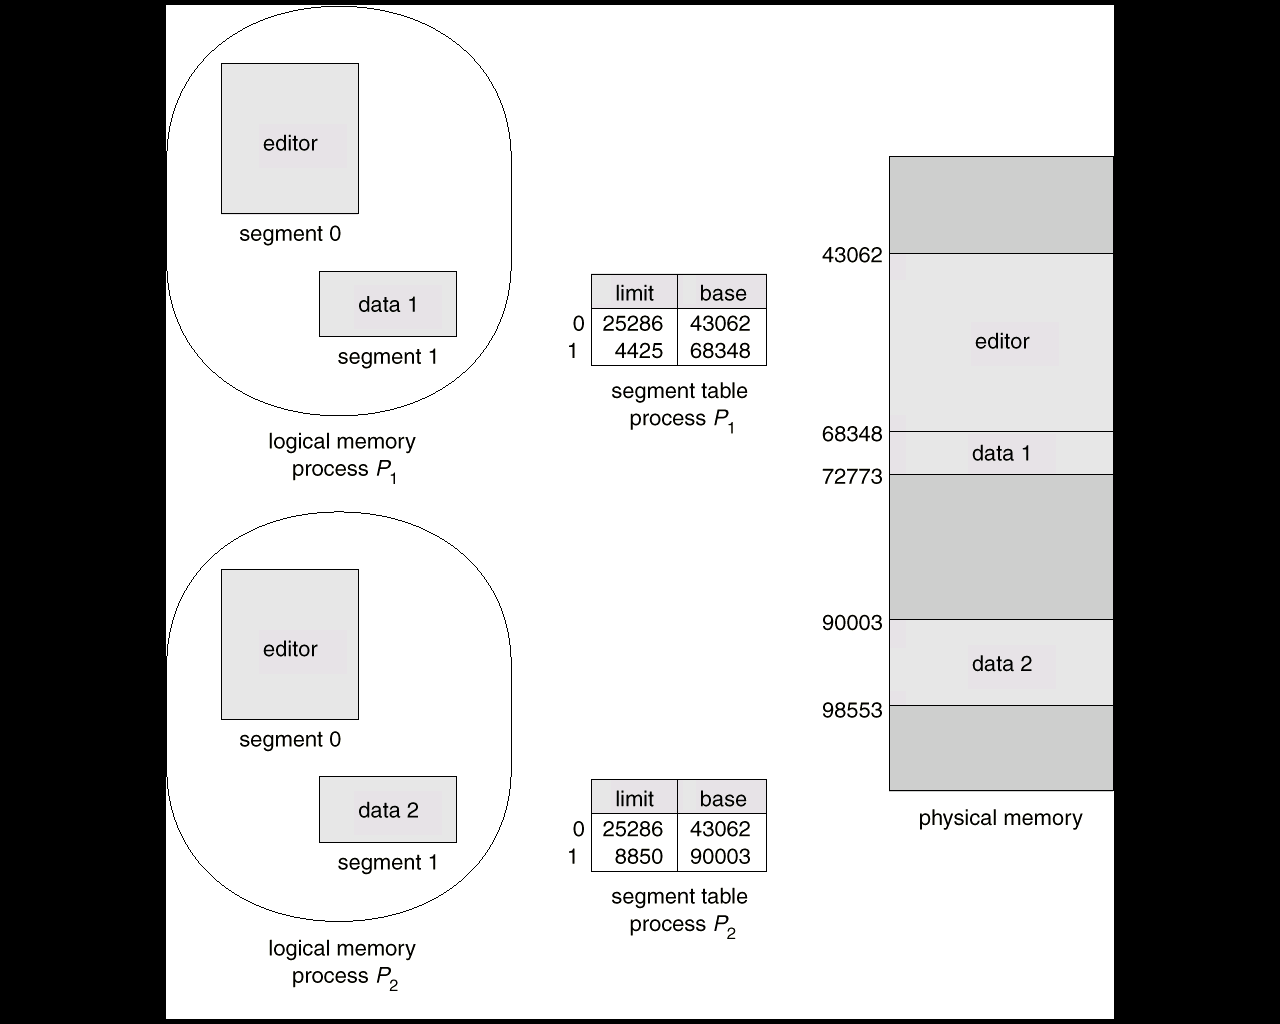 editor
segment 0
data 1
segment 1
logical memory
process P1
limit base
0 25286 43062
1 4425 68348
segment table
process P1
43062
editor
68348
data 1
72773
90003
data 2
98553
physical memory
editor
segment 0
data 2
segment 1
logical memory
process P2
limit base
0 25286 43062
1 8850 90003
segment table
process P2